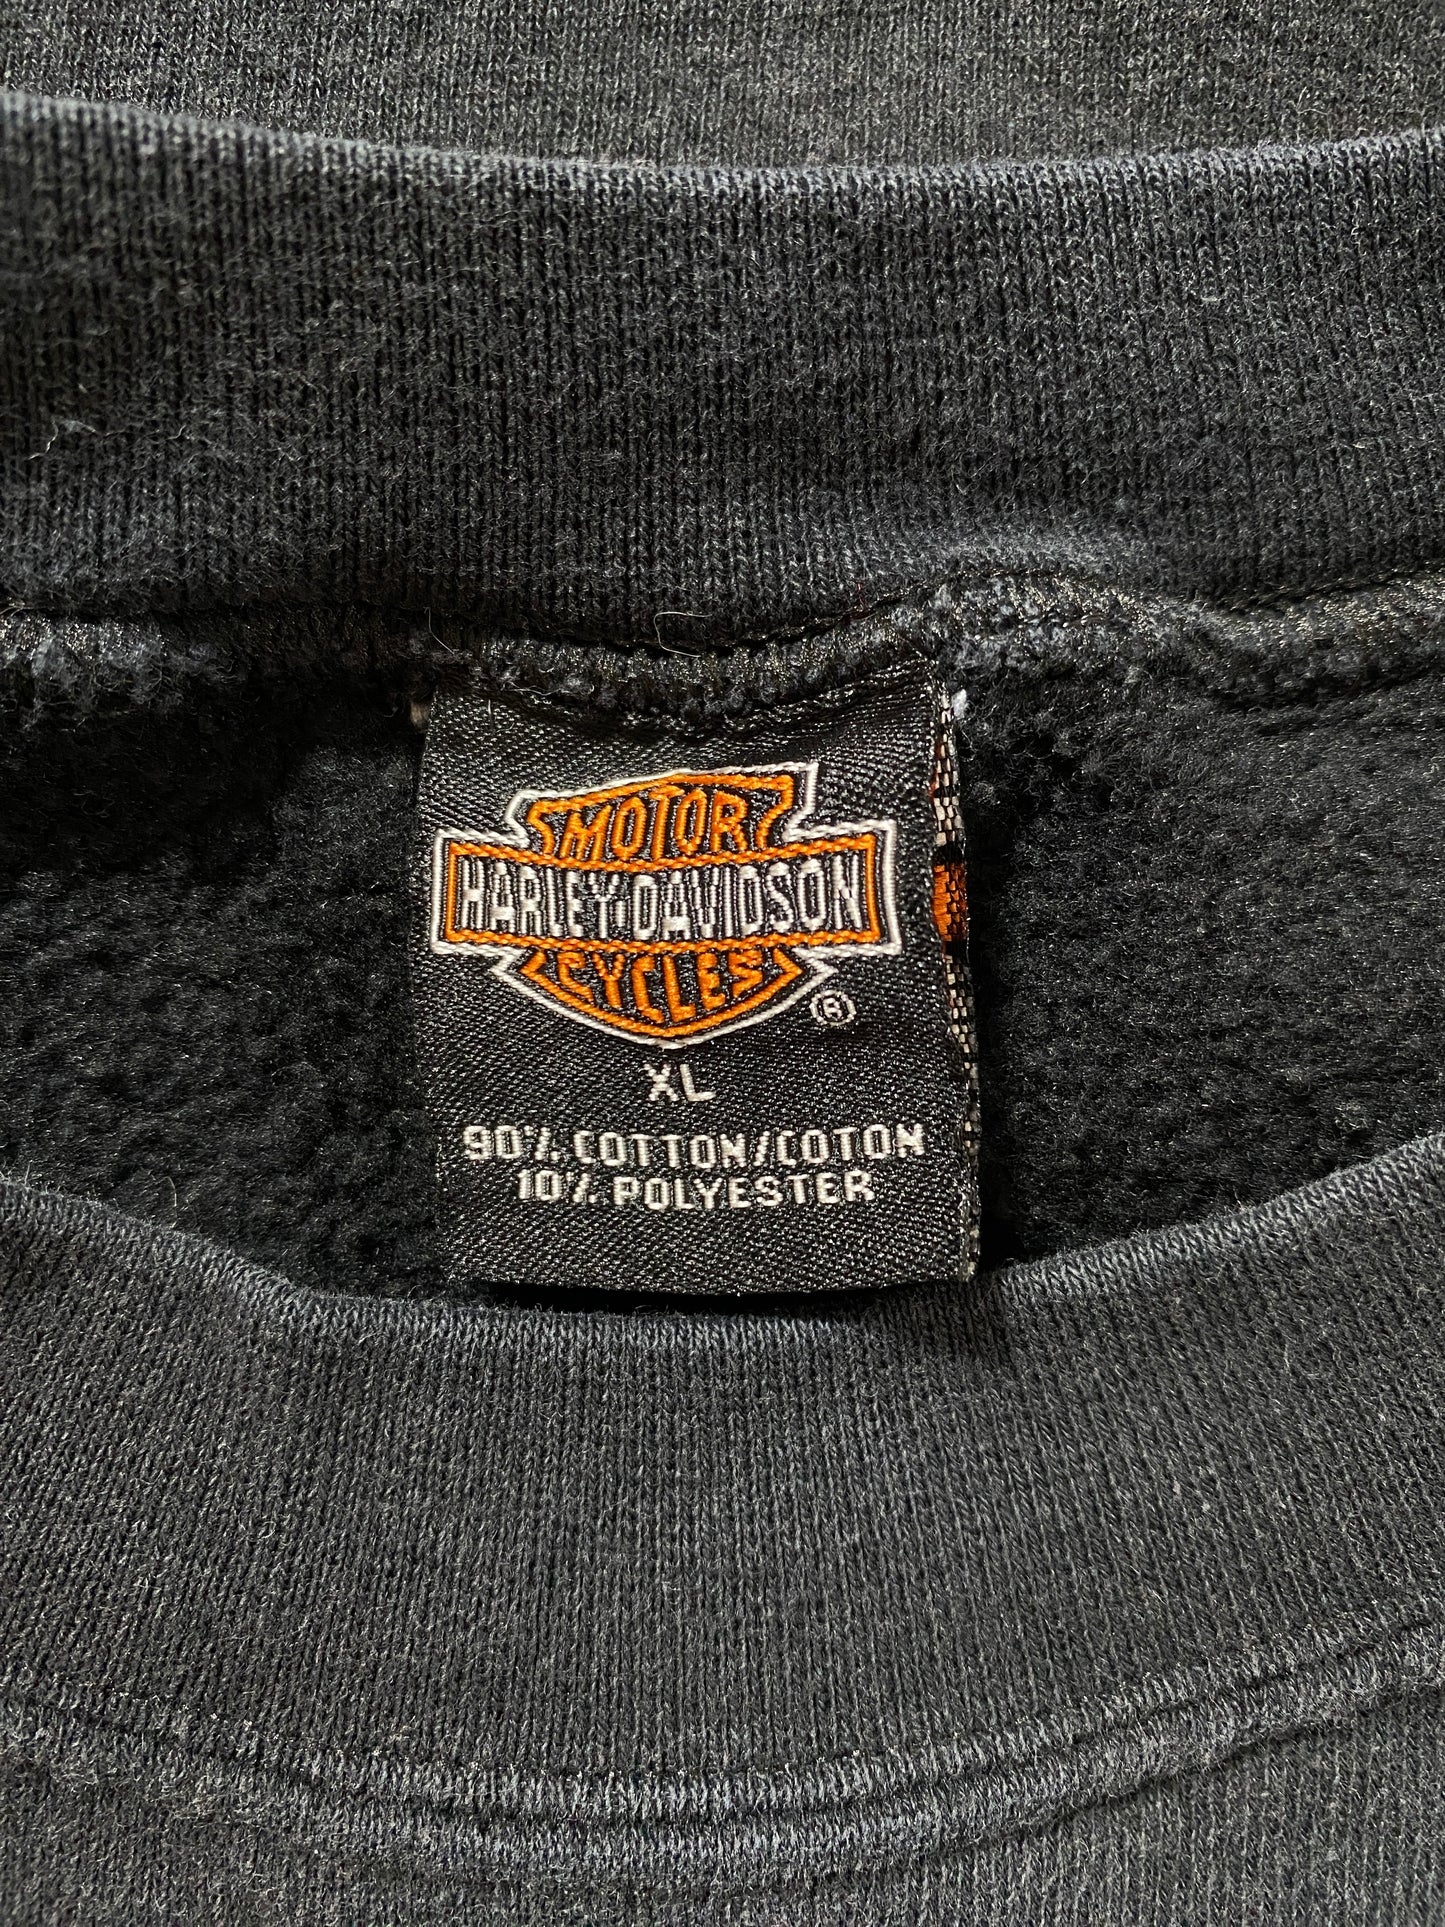 MOTOR
HARLEY-DAVIDSON
CYCLES
®
XL
90% COTTON/COTON
10% POLYESTER